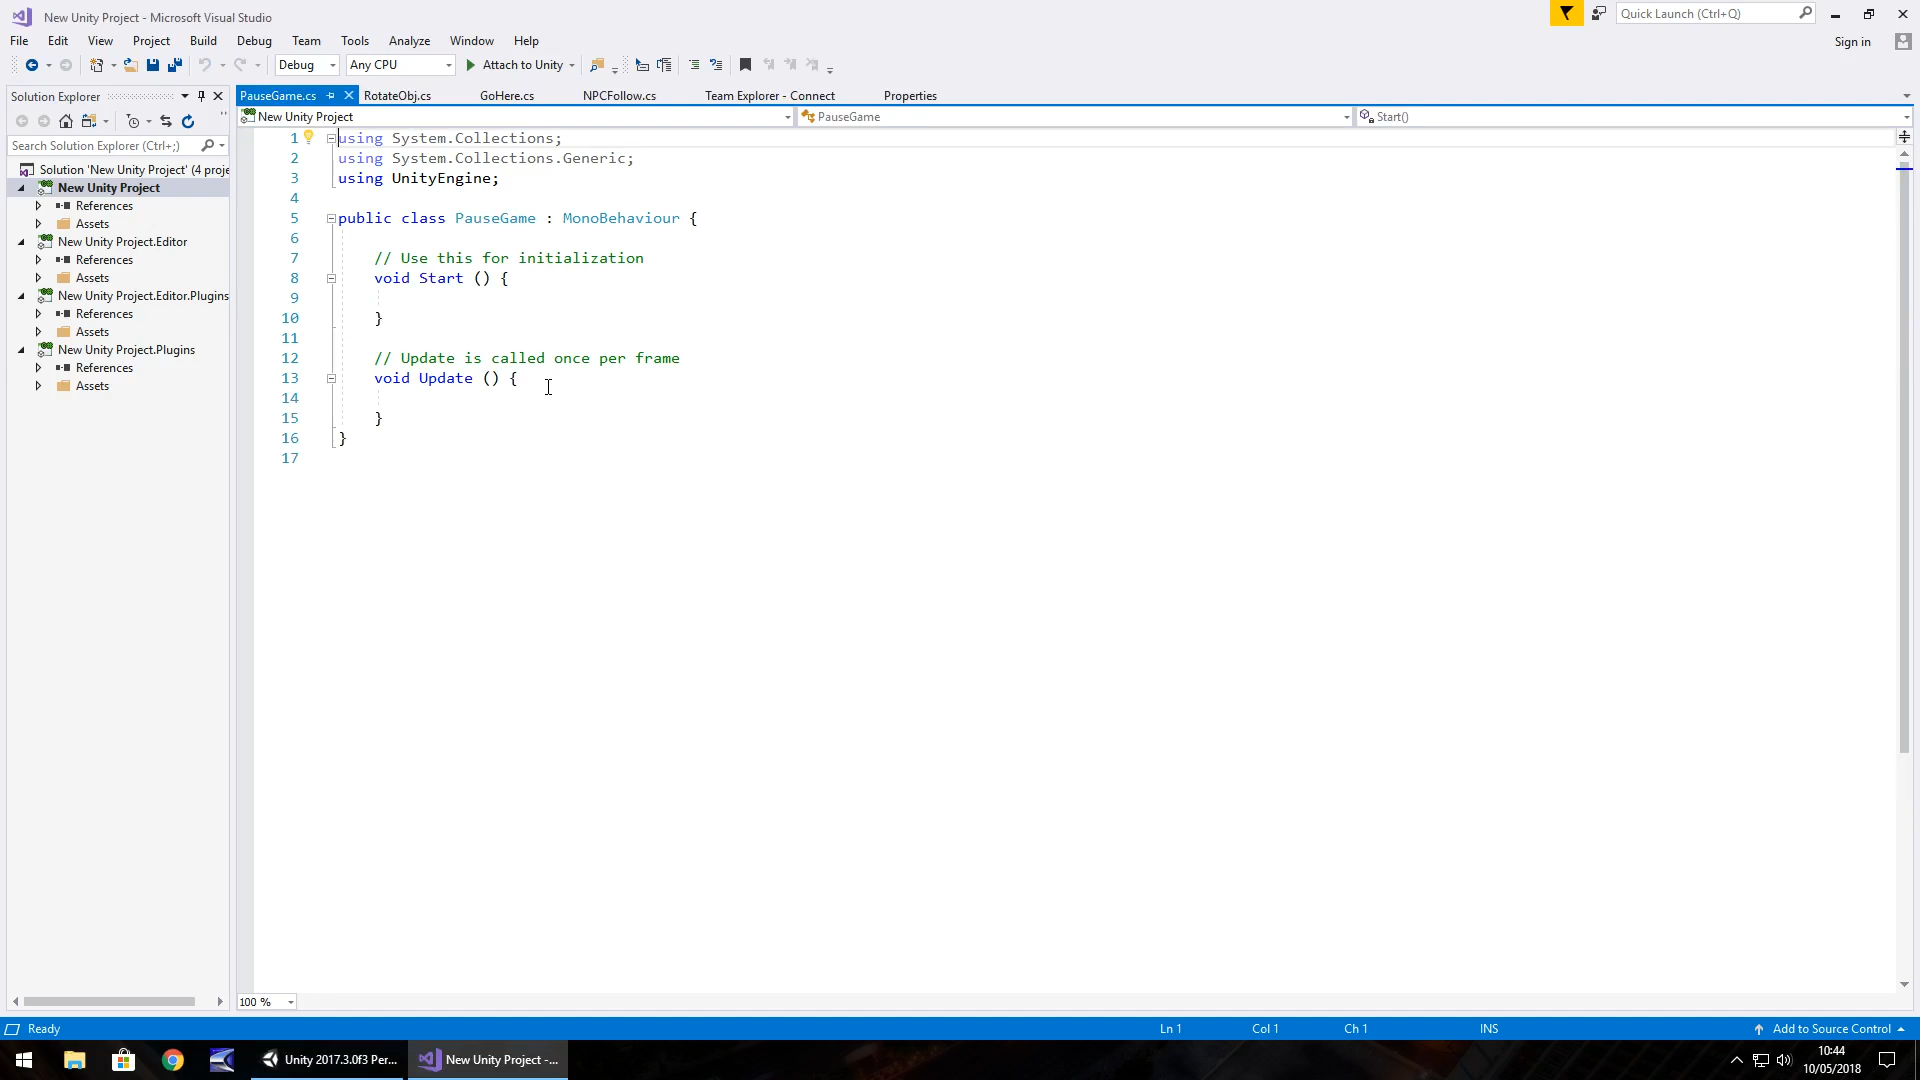 New Unity Project - Microsoft Visual Studio
Quick Launch (Ctrl+Q)
File Edit View Project Build Debug Team Tools Analyze Window Help
Sign in
Debug Any CPU Attach to Unity
Solution Explorer
PauseGame.cs RotateObj.cs GoHere.cs NPCFollow.cs Team Explorer - Connect Properties
New Unity Project PauseGame Start()
Search Solution Explorer (Ctrl+;)
Solution 'New Unity Project' (4 proje
New Unity Project
References
Assets
New Unity Project.Editor
References
Assets
New Unity Project.Editor.Plugins
References
Assets
New Unity Project.Plugins
References
Assets
1 using System.Collections;
2 using System.Collections.Generic;
3 using UnityEngine;
4
5 public class PauseGame : MonoBehaviour {
6
7 // Use this for initialization
8 void Start () {
9
10 }
11
12 // Update is called once per frame
13 void Update () {
14
15 }
16 }
17
100 %
Ready Ln 1 Col 1 Ch 1 INS Add to Source Control
Unity 2017.3.0f3 Per... New Unity Project -...
10:44
10/05/2018